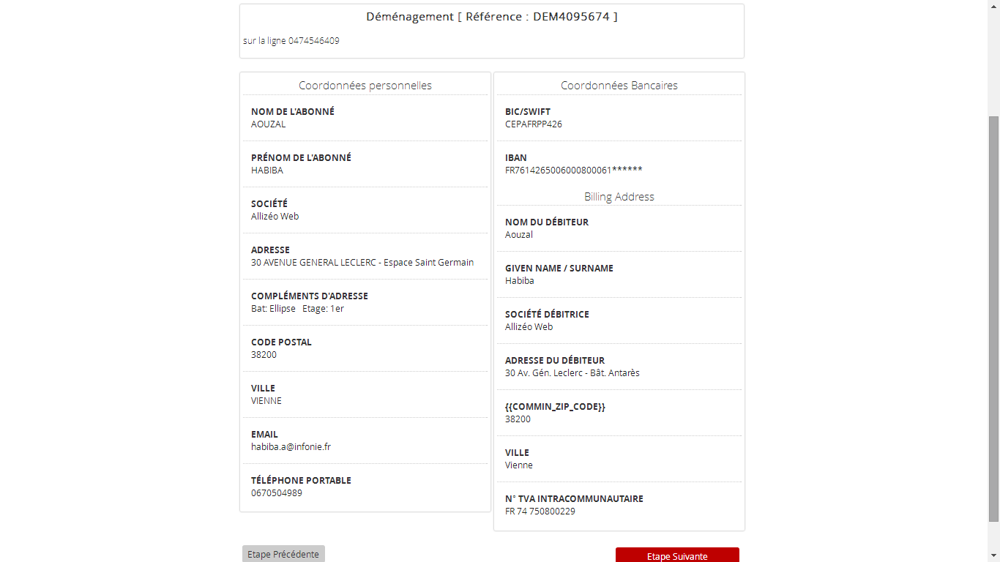 Déménagement [ Référence : DEM4095674 ]
sur la ligne 0474546409
Coordonnées personnelles
NOM DE L'ABONNÉ
AOUZAL
PRÉNOM DE L'ABONNÉ
HABIBA
SOCIÉTÉ
Allizéo Web
ADRESSE
30 AVENUE GENERAL LECLERC - Espace Saint Germain
COMPLÉMENTS D'ADRESSE
Bat: Ellipse   Etage: 1er
CODE POSTAL
38200
VILLE
VIENNE
EMAIL
habiba.a@infonie.fr
TÉLÉPHONE PORTABLE
0670504989
Coordonnées Bancaires
BIC/SWIFT
CEPAFRPP426
IBAN
FR7614265006000800061******
Billing Address
NOM DU DÉBITEUR
Aouzal
GIVEN NAME / SURNAME
Habiba
SOCIÉTÉ DÉBITRICE
Allizéo Web
ADRESSE DU DÉBITEUR
30 Av. Gén. Leclerc - Bât. Antarès
{{COMMIN_ZIP_CODE}}
38200
VILLE
Vienne
N° TVA INTRACOMMUNAUTAIRE
FR 74 750800229
Etape Précédente
Etape Suivante